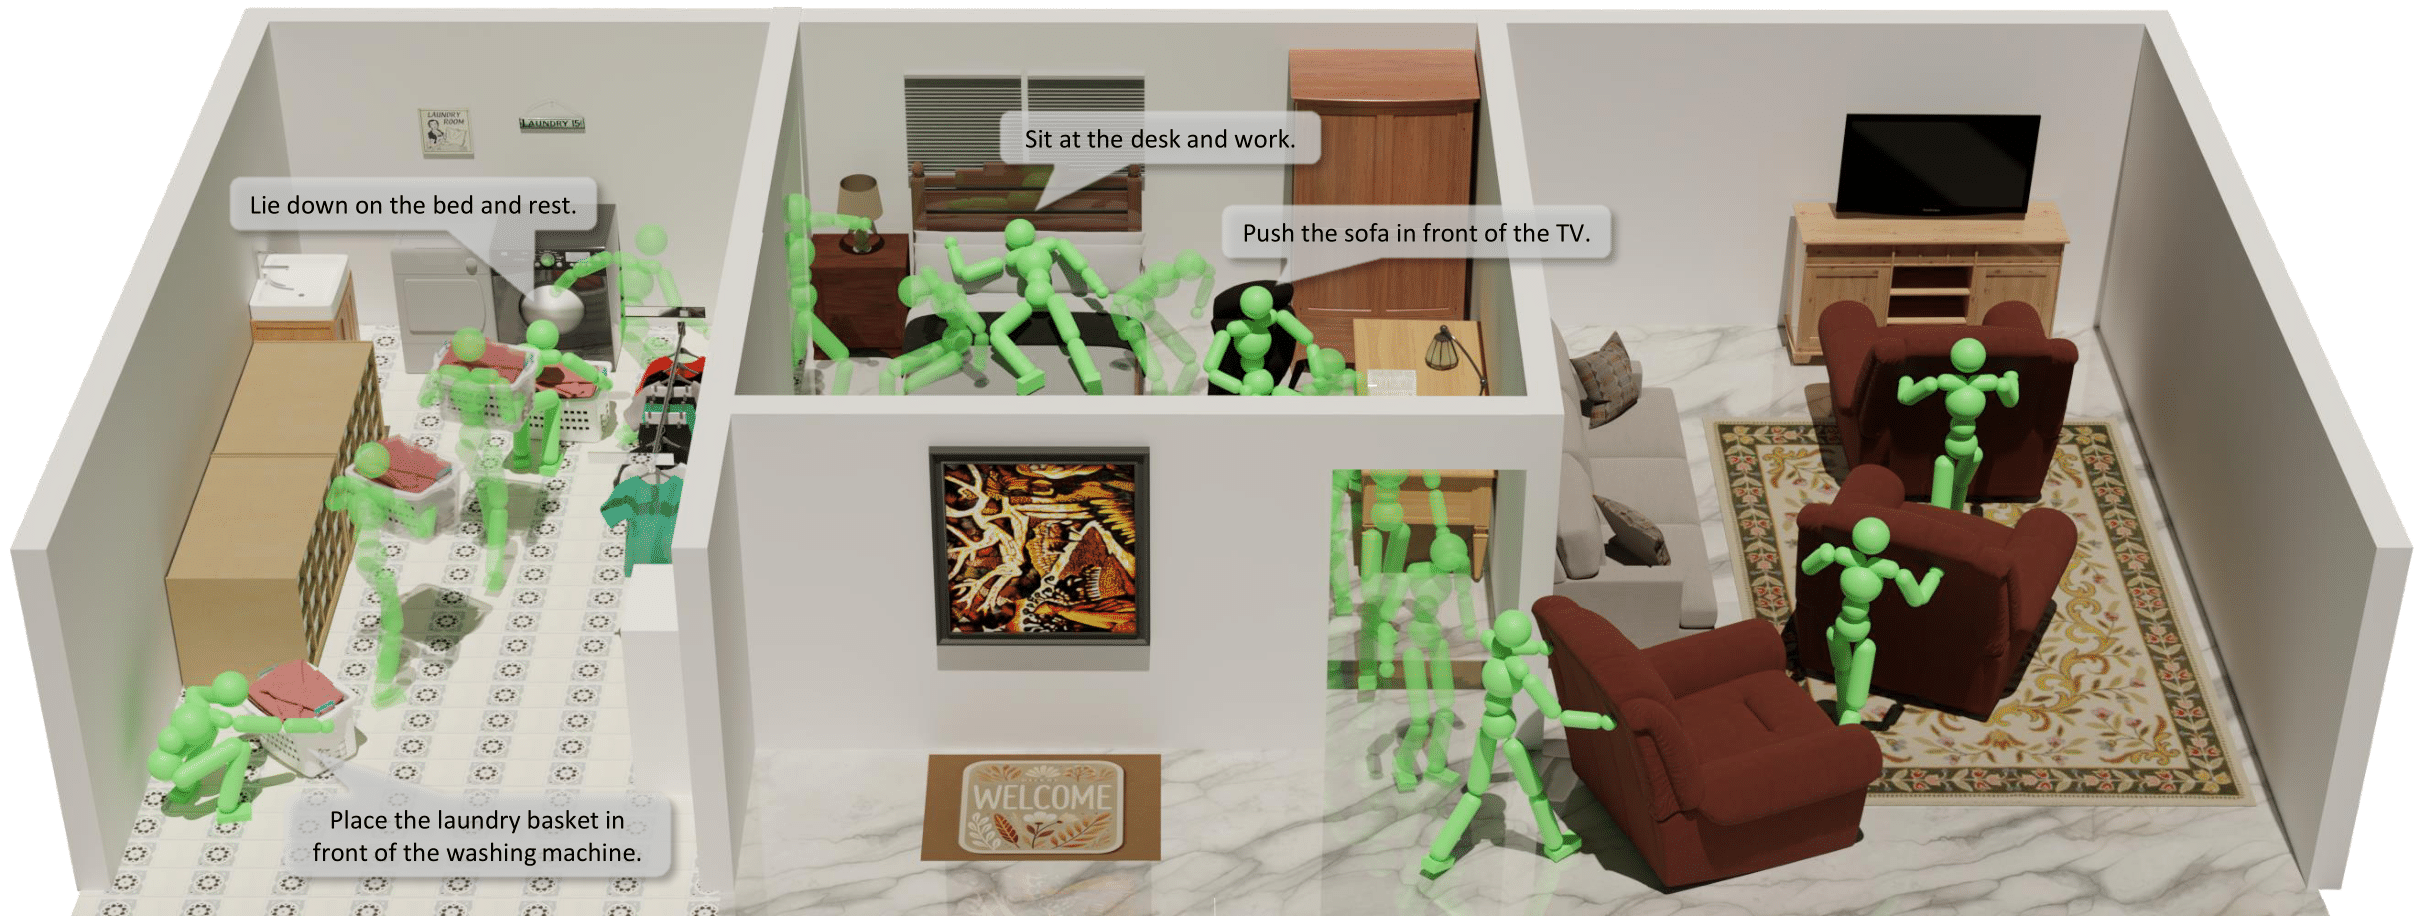 LAUNDRY
ROOM
LAUNDRY 15¢
Sit at the desk and work.
Lie down on the bed and rest.
Push the sofa in front of the TV.
WELCOME
Place the laundry basket in
front of the washing machine.